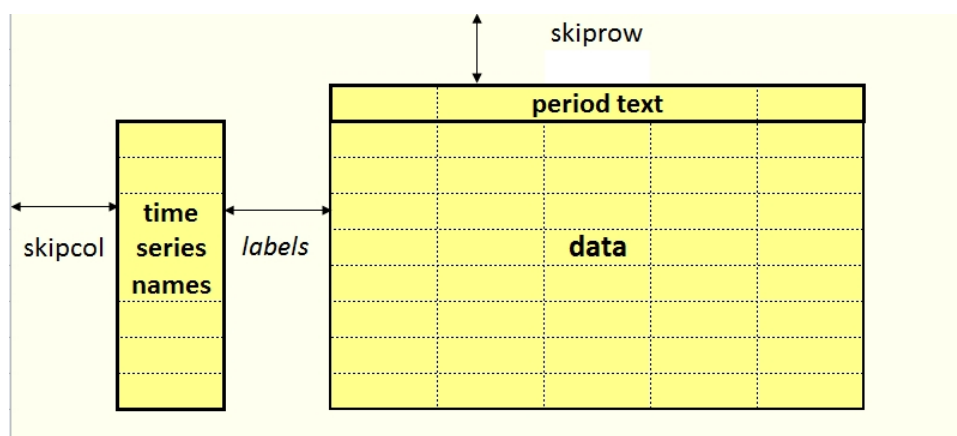 skiprow
period text
time
series
names
skipcol
labels
data